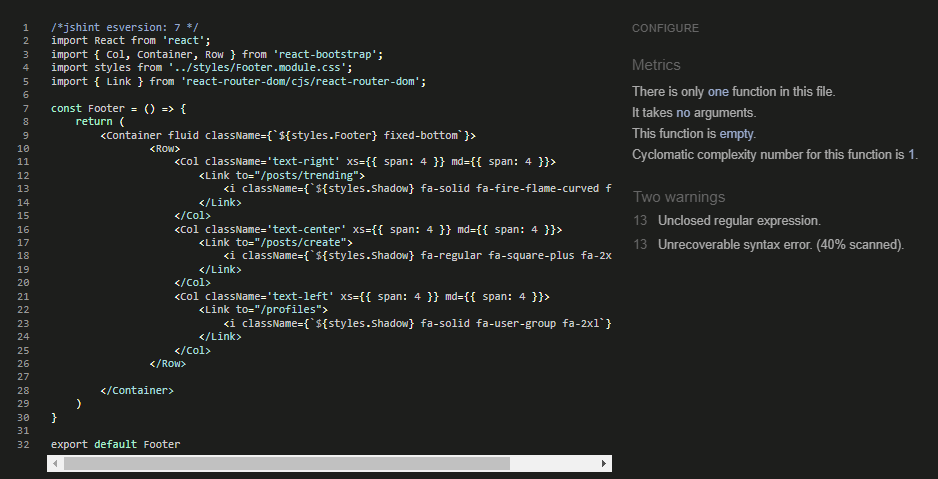 1 /*jshint esversion: 7 */
2 import React from 'react';
3 import { Col, Container, Row } from 'react-bootstrap';
4 import styles from '../styles/Footer.module.css';
5 import { Link } from 'react-router-dom/cjs/react-router-dom';
6
7 const Footer = () => {
8 return (
9 <Container fluid className={`${styles.Footer} fixed-bottom`}>
10 <Row>
11 <Col className='text-right' xs={{ span: 4 }} md={{ span: 4 }}>
12 <Link to="/posts/trending">
13 <i className={`${styles.Shadow} fa-solid fa-fire-flame-curved f
14 </Link>
15 </Col>
16 <Col className='text-center' xs={{ span: 4 }} md={{ span: 4 }}>
17 <Link to="/posts/create">
18 <i className={`${styles.Shadow} fa-regular fa-square-plus fa-2x
19 </Link>
20 </Col>
21 <Col className='text-left' xs={{ span: 4 }} md={{ span: 4 }}>
22 <Link to="/profiles">
23 <i className={`${styles.Shadow} fa-solid fa-user-group fa-2xl`}
24 </Link>
25 </Col>
26 </Row>
27
28 </Container>
29 )
30 }
31
32 export default Footer
CONFIGURE
Metrics
There is only one function in this file.
It takes no arguments.
This function is empty.
Cyclomatic complexity number for this function is 1.
Two warnings
13 Unclosed regular expression.
13 Unrecoverable syntax error. (40% scanned).